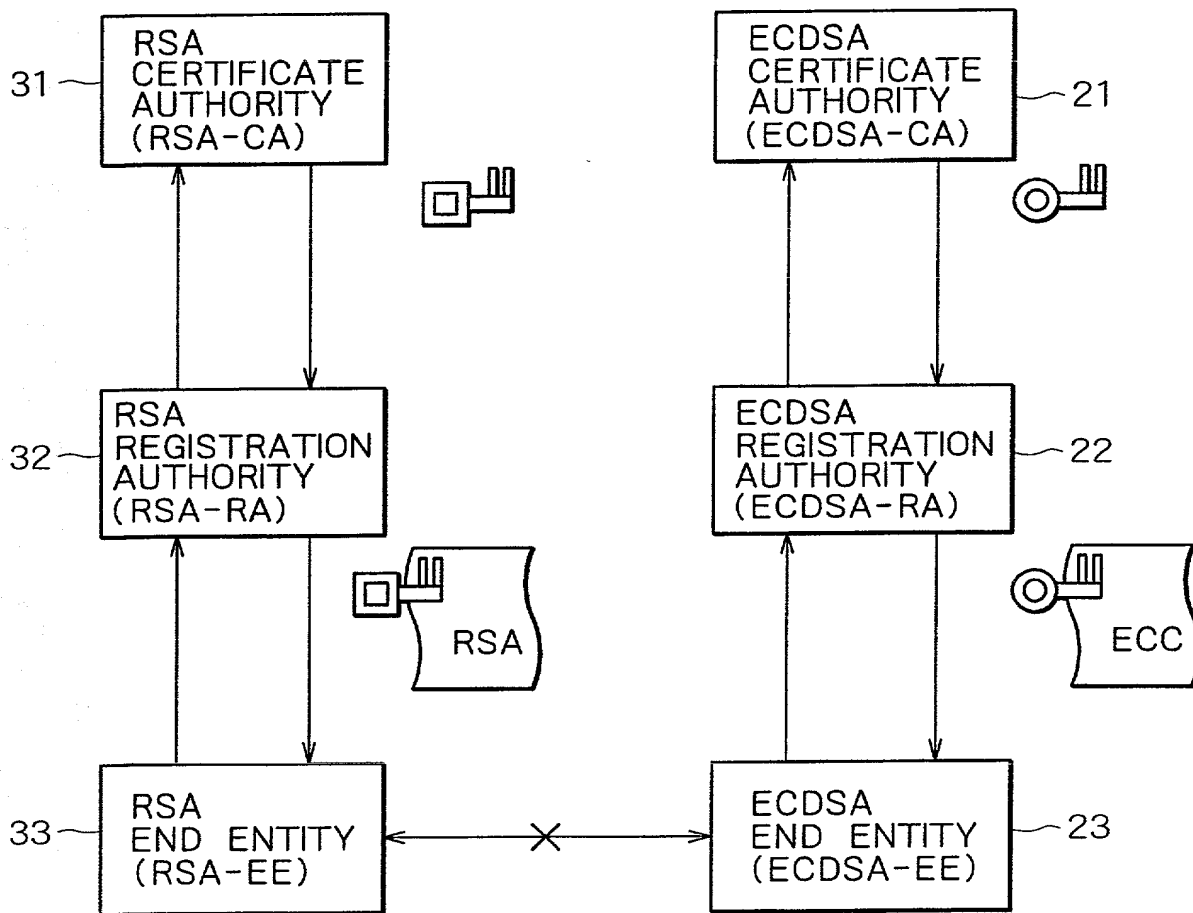 31
RSA
CERTIFICATE
AUTHORITY
(RSA-CA)
ECDSA
CERTIFICATE
AUTHORITY
(ECDSA-CA)
21
32
RSA
REGISTRATION
AUTHORITY
(RSA-RA)
ECDSA
REGISTRATION
AUTHORITY
(ECDSA-RA)
22
RSA
ECC
33
RSA
END ENTITY
(RSA-EE)
ECDSA
END ENTITY
(ECDSA-EE)
23